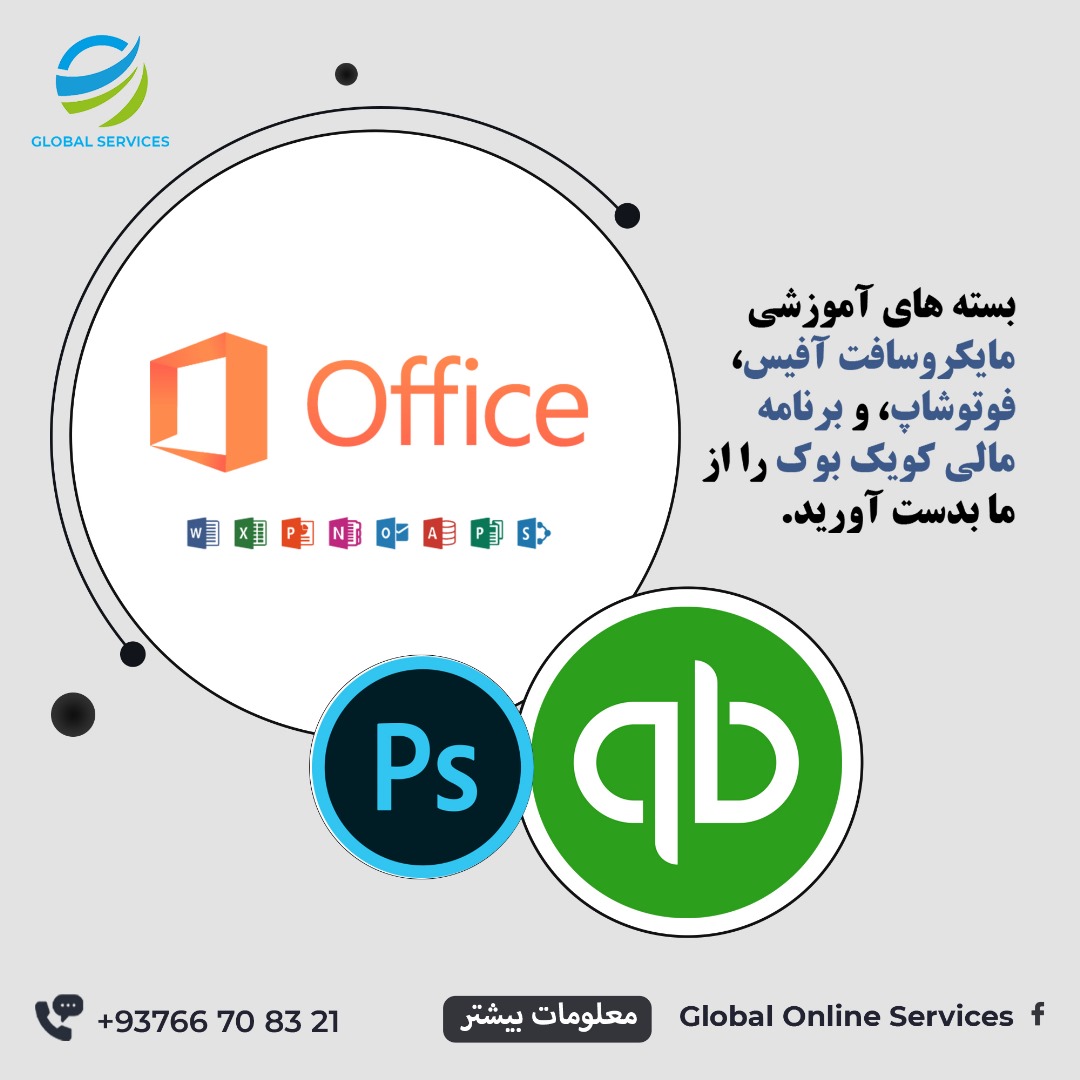 GLOBAL SERVICES
Office
W X P N O A P S
بسته های آموزشی
مایکروسافت آفیس،
فوتوشاپ، و برنامه
مالی کویک بوک را از
ما بدست آورید.
Ps
qb
+93766 70 83 21
معلومات بیشتر
Global Online Services f